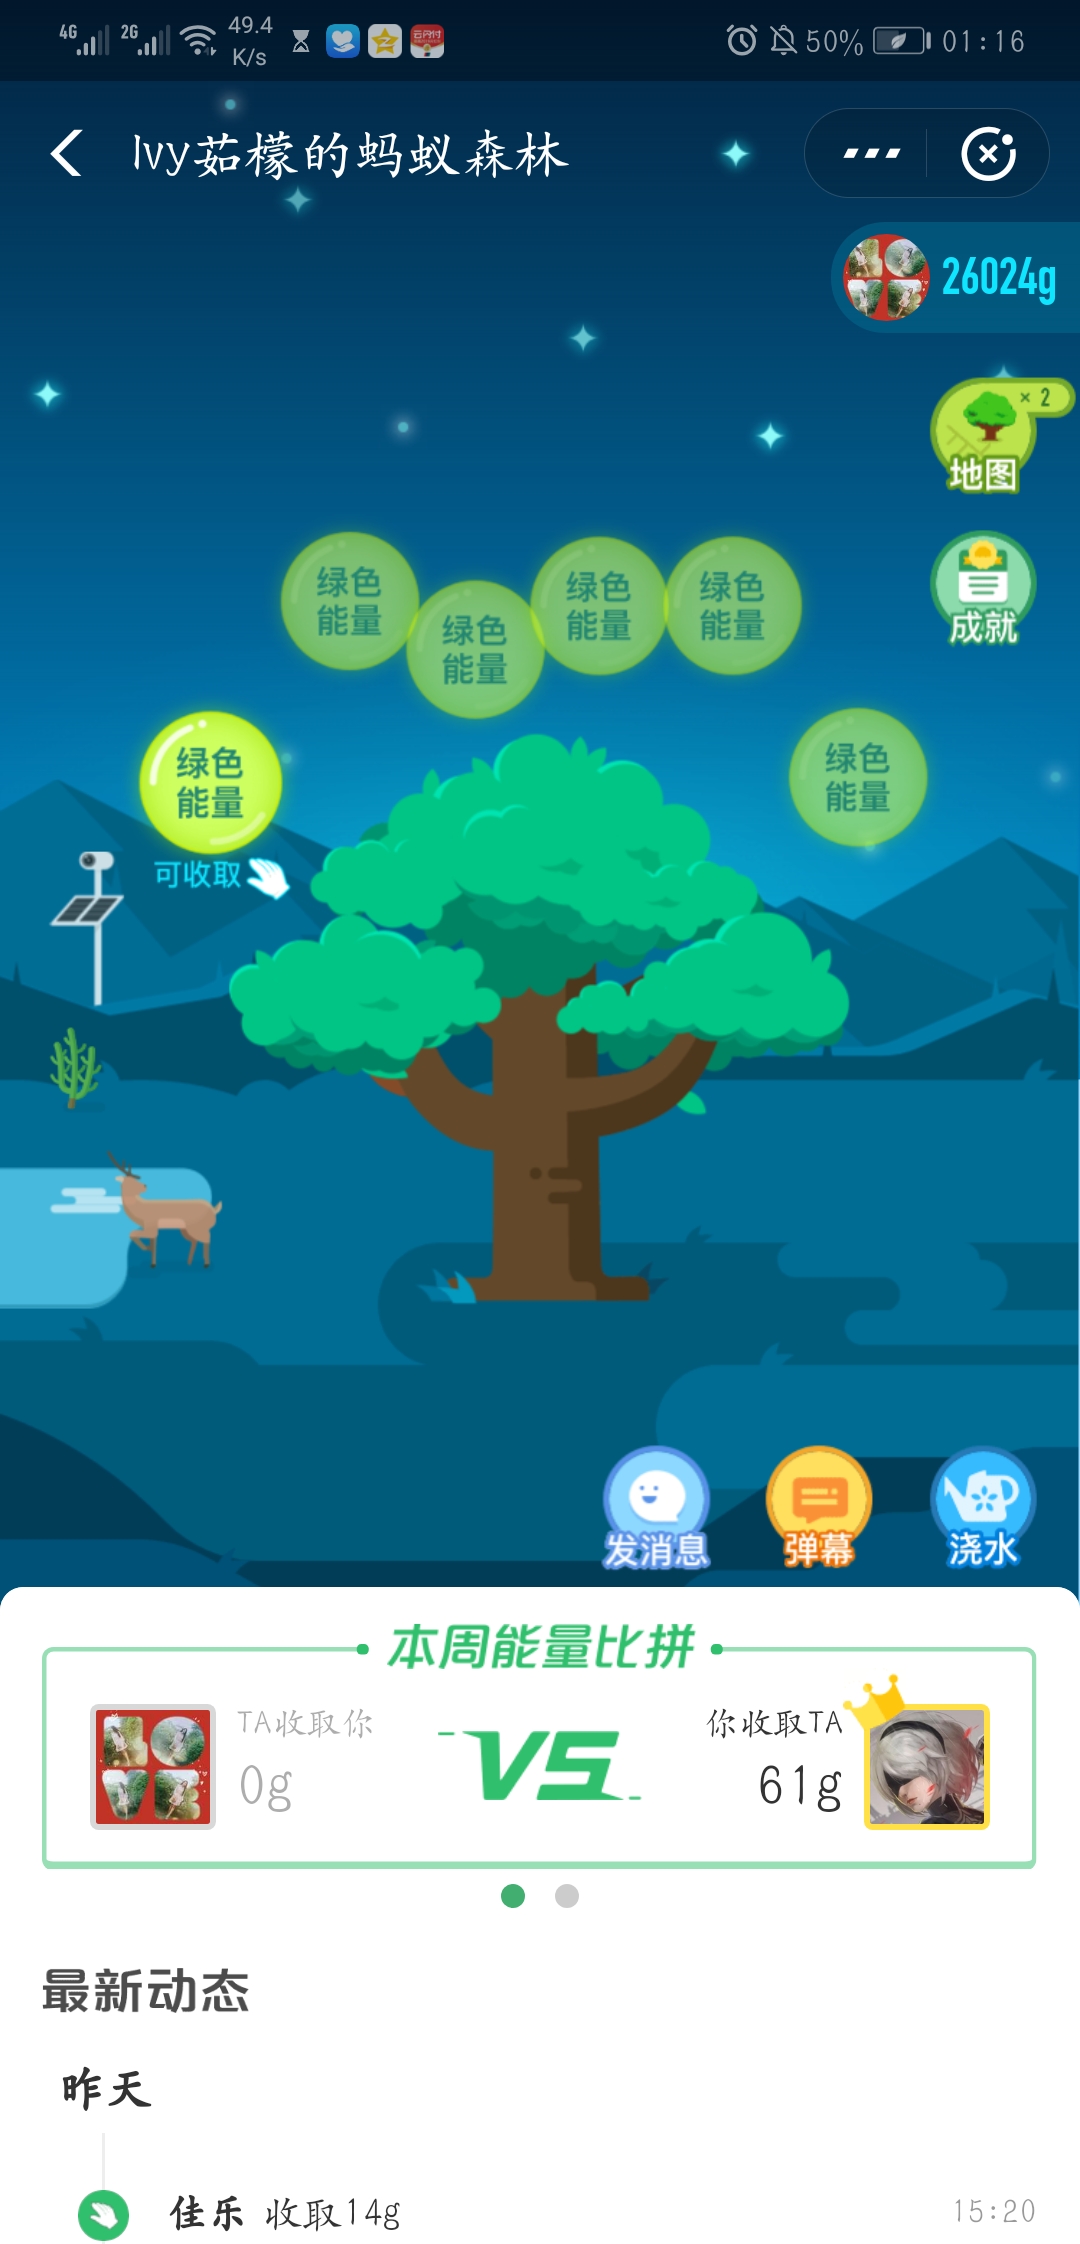 4G 2G 49.4 K/s 50% 01:16
Ivy茹檬的蚂蚁森林
26024g
× 2
地图
成就
绿色
能量
绿色
能量
绿色
能量
绿色
能量
绿色
能量
可收取
绿色
能量
发消息
弹幕
浇水
本周能量比拼
TA收取你
0g
VS
你收取TA
61g
最新动态
昨天
佳乐 收取14g
15:20